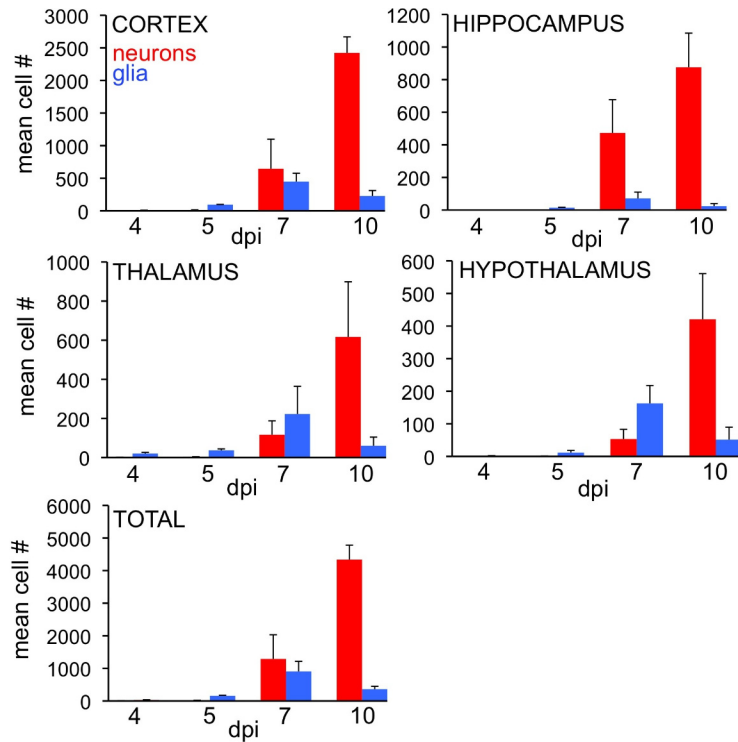 CORTEX
neurons
glia
mean cell #
3000
2500
2000
1500
1000
500
0
4 5 7 10
dpi
HIPPOCAMPUS
1200
1000
800
600
400
200
0
4 5 7 10
dpi
THALAMUS
mean cell #
1000
800
600
400
200
0
4 5 7 10
dpi
HYPOTHALAMUS
600
500
400
300
200
100
0
4 5 7 10
dpi
TOTAL
mean cell #
6000
5000
4000
3000
2000
1000
0
4 5 7 10
dpi